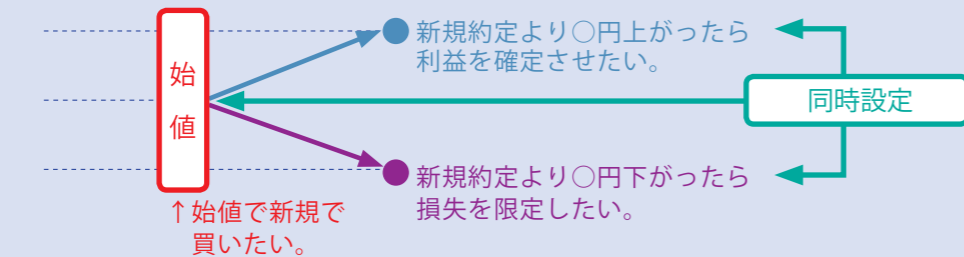 新規約定より○円上がったら
利益を確定させたい。
始
値
同時設定
新規約定より○円下がったら
損失を限定したい。
↑始値で新規で
買いたい。